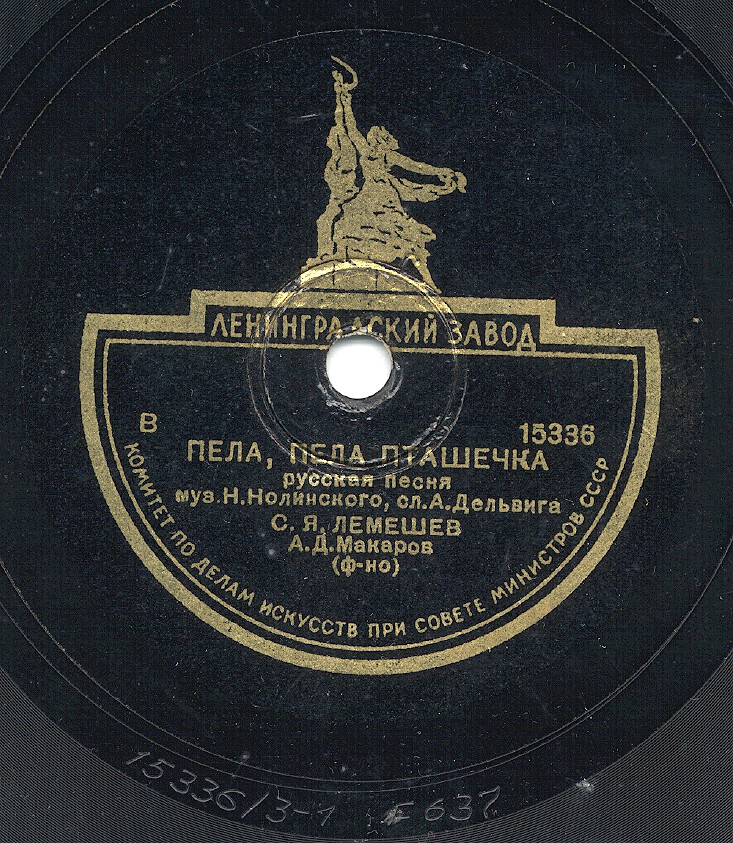 ЛЕНИНГРАДСКИЙ ЗАВОД
В 15336
ПЕЛА, ПЕЛА ПТАШЕЧКА
русская песня
муз.Н.Нолинского, сл.А.Дельвига
С. Я. ЛЕМЕШЕВ
А.Д.Макаров
(ф-но)
КОМИТЕТ ПО ДЕЛАМ ИСКУССТВ ПРИ СОВЕТЕ МИНИСТРОВ СССР
15336/3-1 F637